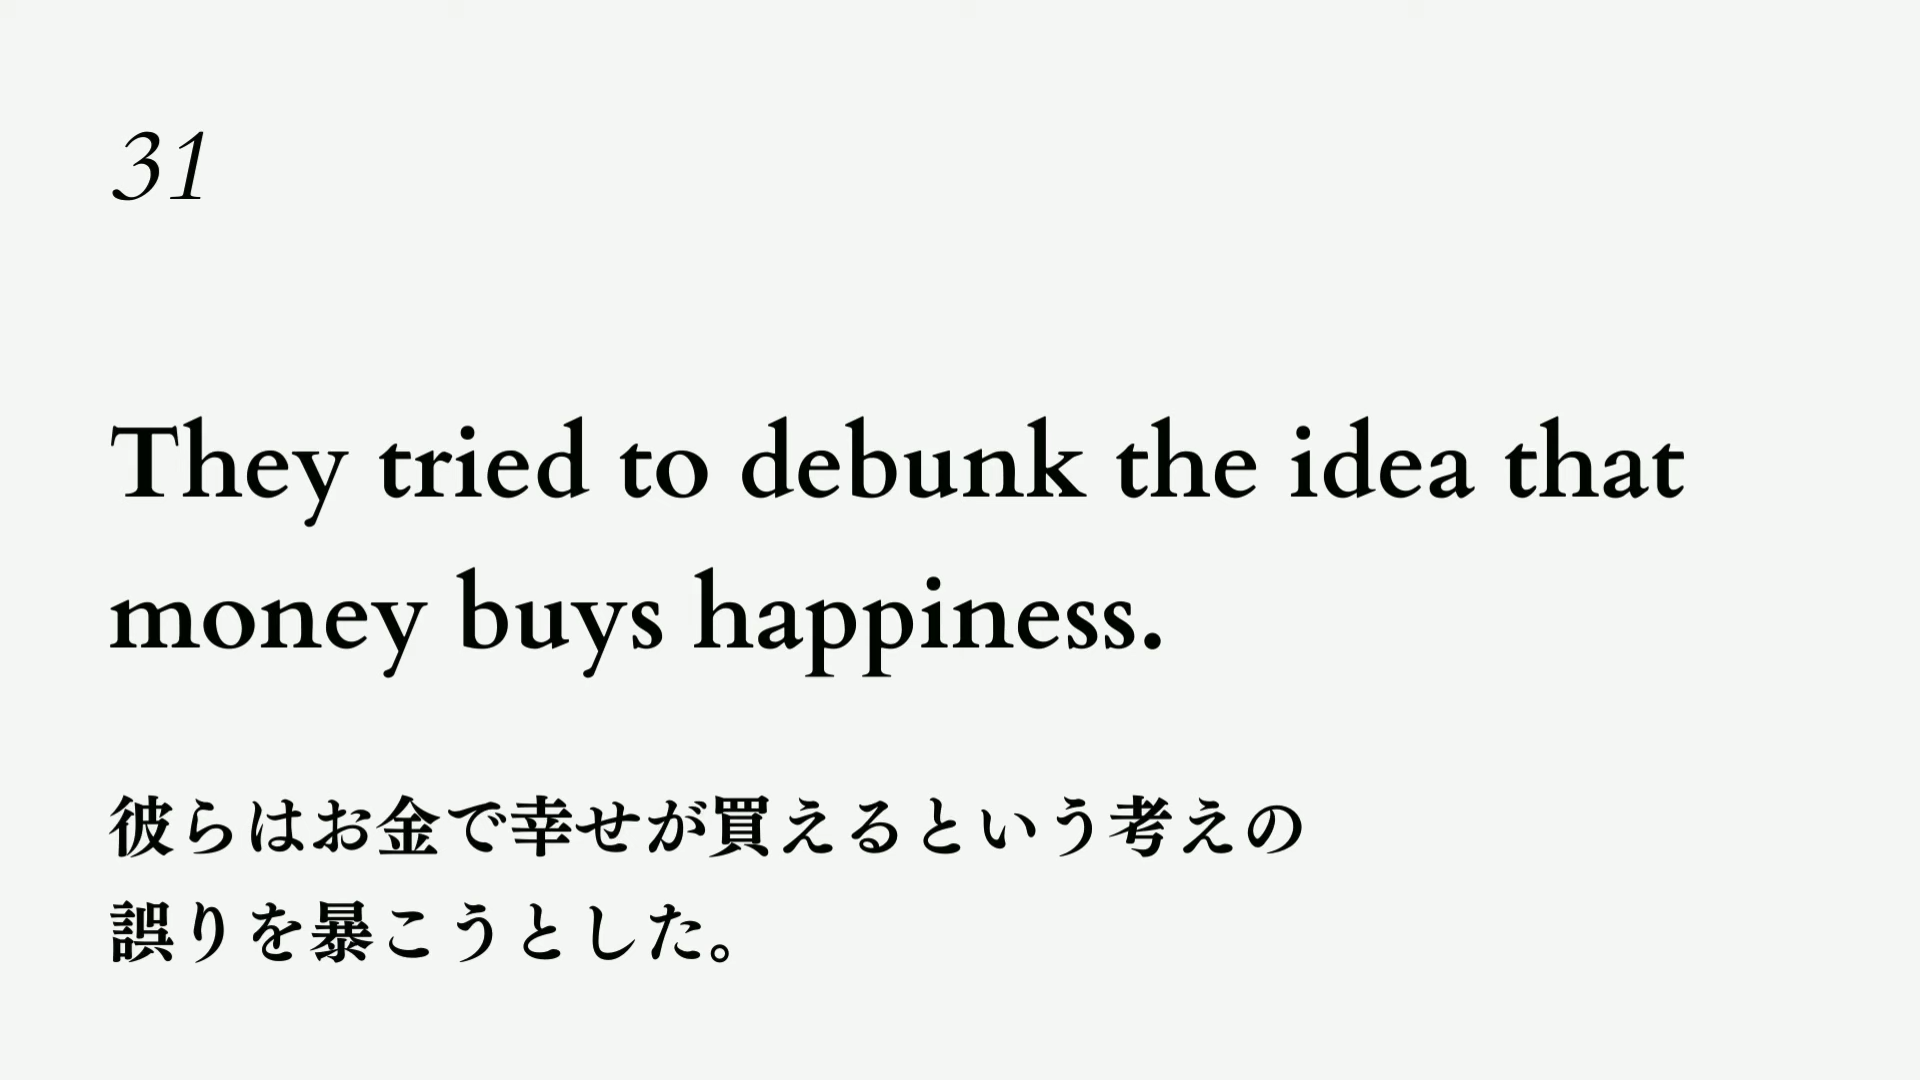 31
They tried to debunk the idea that
money buys happiness.
彼らはお金で幸せが買えるという考えの
誤りを暴こうとした。